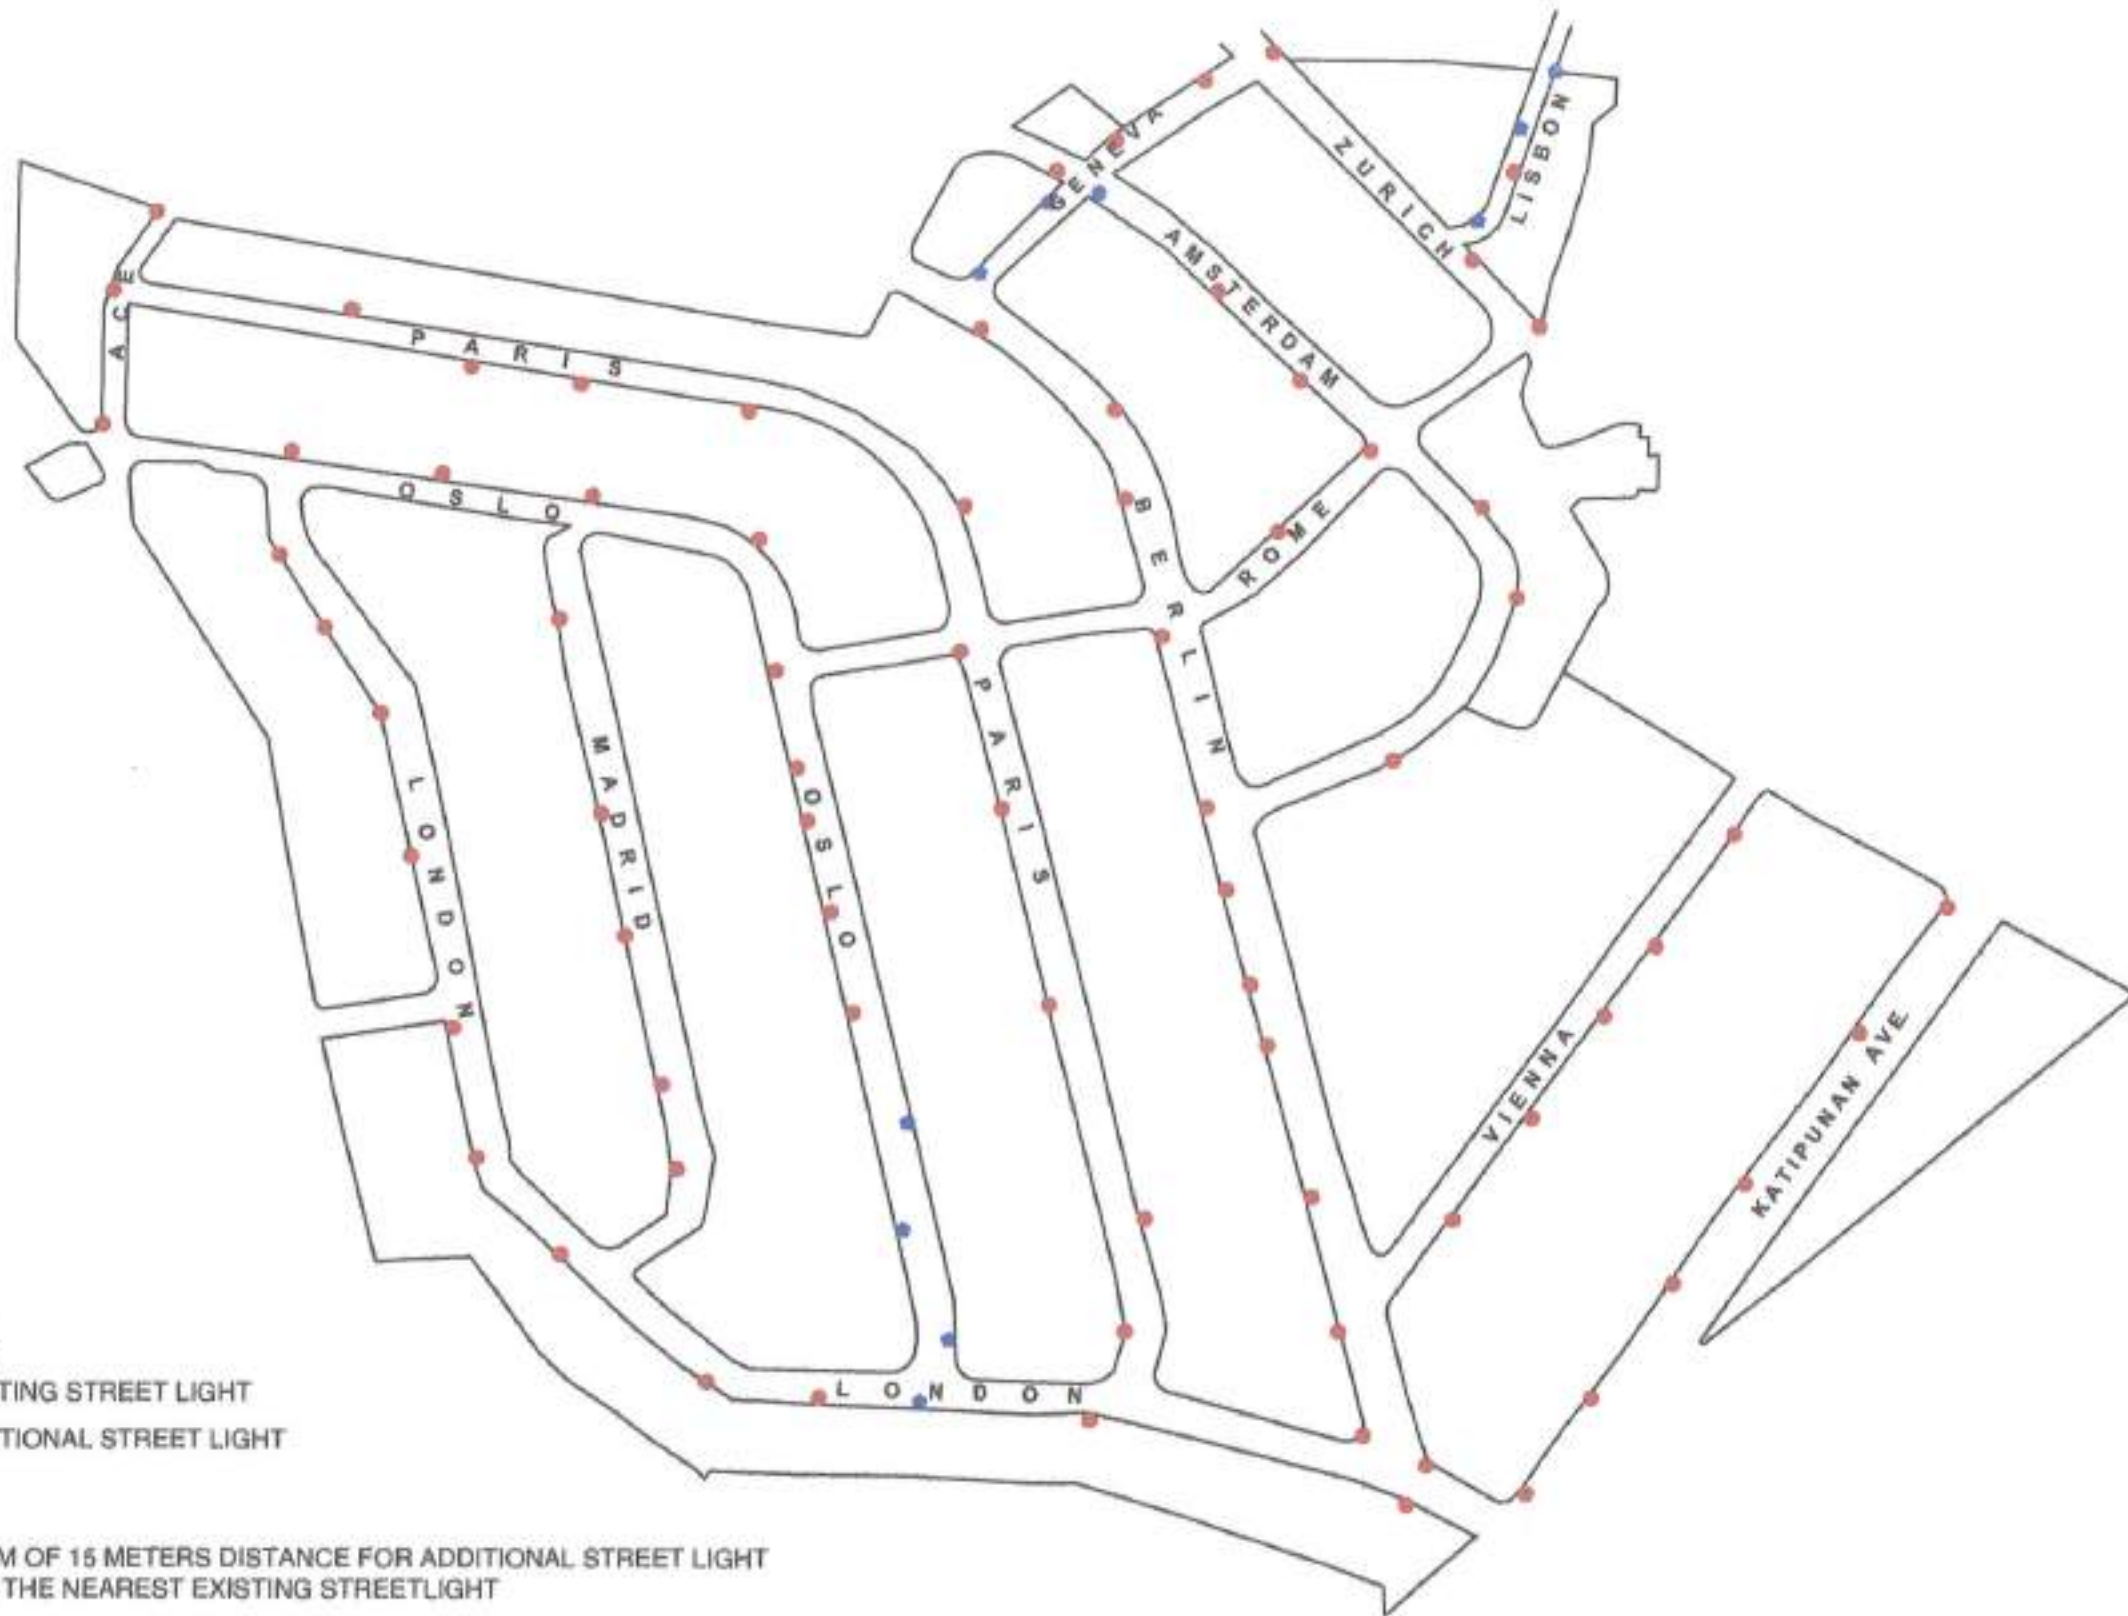 GENEVA
ZURICH
LISBON
AMSTERDAM
PARIS
OSLO
ROME
BERLIN
MADRID
LONDON
OSLO
PARIS
VIENNA
KATIPUNAN AVE.
LONDON
TING STREET LIGHT
TIONAL STREET LIGHT
M OF 15 METERS DISTANCE FOR ADDITIONAL STREET LIGHT
THE NEAREST EXISTING STREETLIGHT